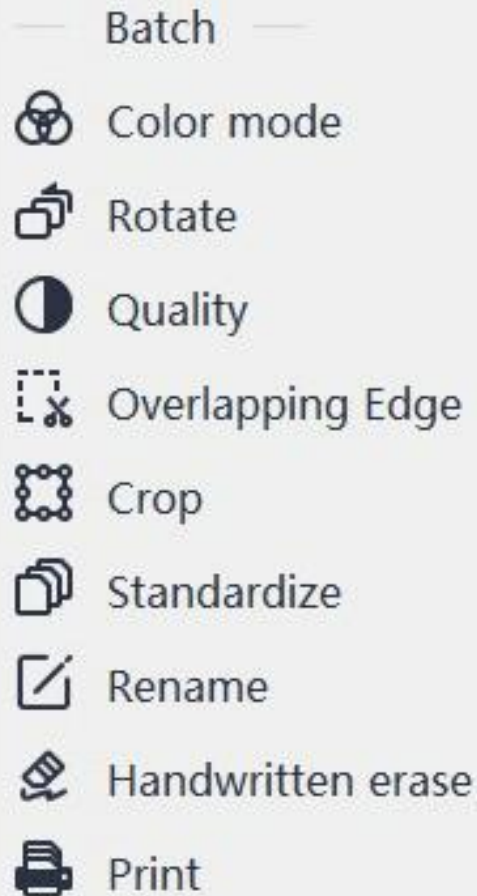 Batch
Color mode
Rotate
Quality
Overlapping Edge
Crop
Standardize
Rename
Handwritten erase
Print